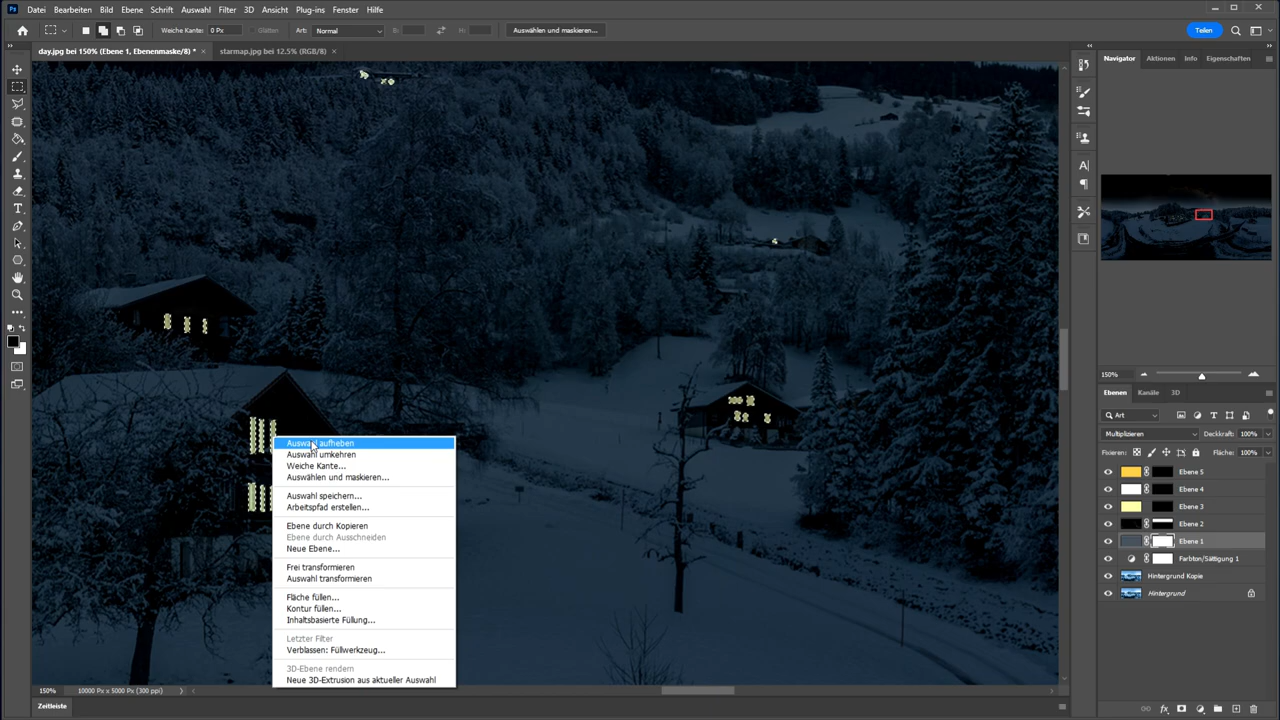 Ps Datei Bearbeiten Bild Ebene Schrift Auswahl Filter 3D Ansicht Plug-ins Fenster Hilfe
Weiche Kante: 0 Px Glätten Art: Normal B: H: Auswählen und maskieren... Teilen
day.jpg bei 150% (Ebene 1, Ebenenmaske/8) * × starmap.jpg bei 12.5% (RGB/8) ×
Navigator Aktionen Info Eigenschaften
150%
Ebenen Kanäle 3D
Art
Multiplizieren Deckkraft: 100%
Fixieren: Fläche: 100%
Ebene 5
Ebene 4
Ebene 3
Ebene 2
Ebene 1
Farbton/Sättigung 1
Hintergrund Kopie
Hintergrund
Auswahl aufheben
Auswahl umkehren
Weiche Kante...
Auswählen und maskieren...
Auswahl speichern...
Arbeitspfad erstellen...
Ebene durch Kopieren
Ebene durch Ausschneiden
Neue Ebene...
Frei transformieren
Auswahl transformieren
Fläche füllen...
Kontur füllen...
Inhaltsbasierte Füllung...
Letzter Filter
Verblassen: Füllwerkzeug...
3D-Ebene rendern
Neue 3D-Extrusion aus aktueller Auswahl
150% 10000 Px x 5000 Px (300 ppi)
Zeitleiste